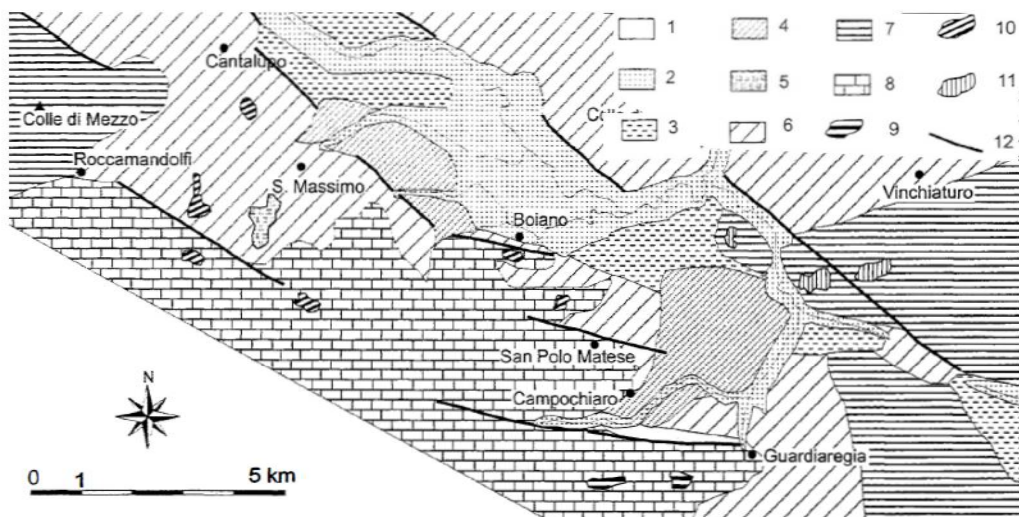 1 4 7 10
2 5 8 11
3 6 9 12
Cantalupo
Colle di Mezzo
Roccamandolfi
S. Massimo
Vinchiaturo
Boiano
San Polo Matese
Campochiaro
Guardiaregia
N
0 1 5 km